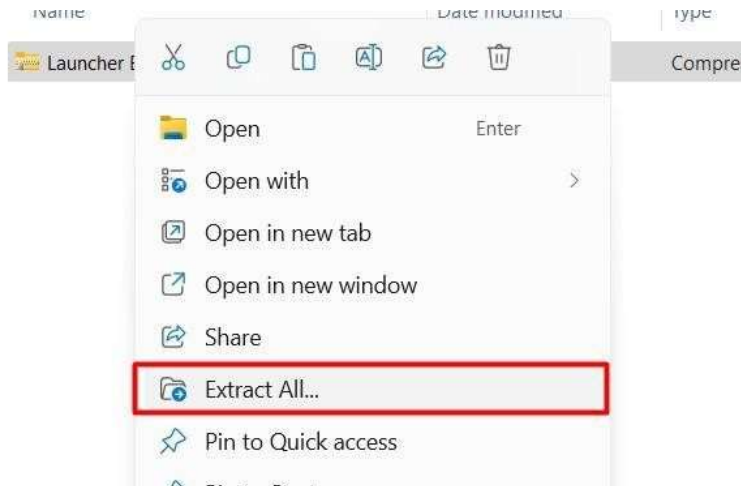 Name Date modified Type
Launcher Compre
Open Enter
Open with
Open in new tab
Open in new window
Share
Extract All...
Pin to Quick access